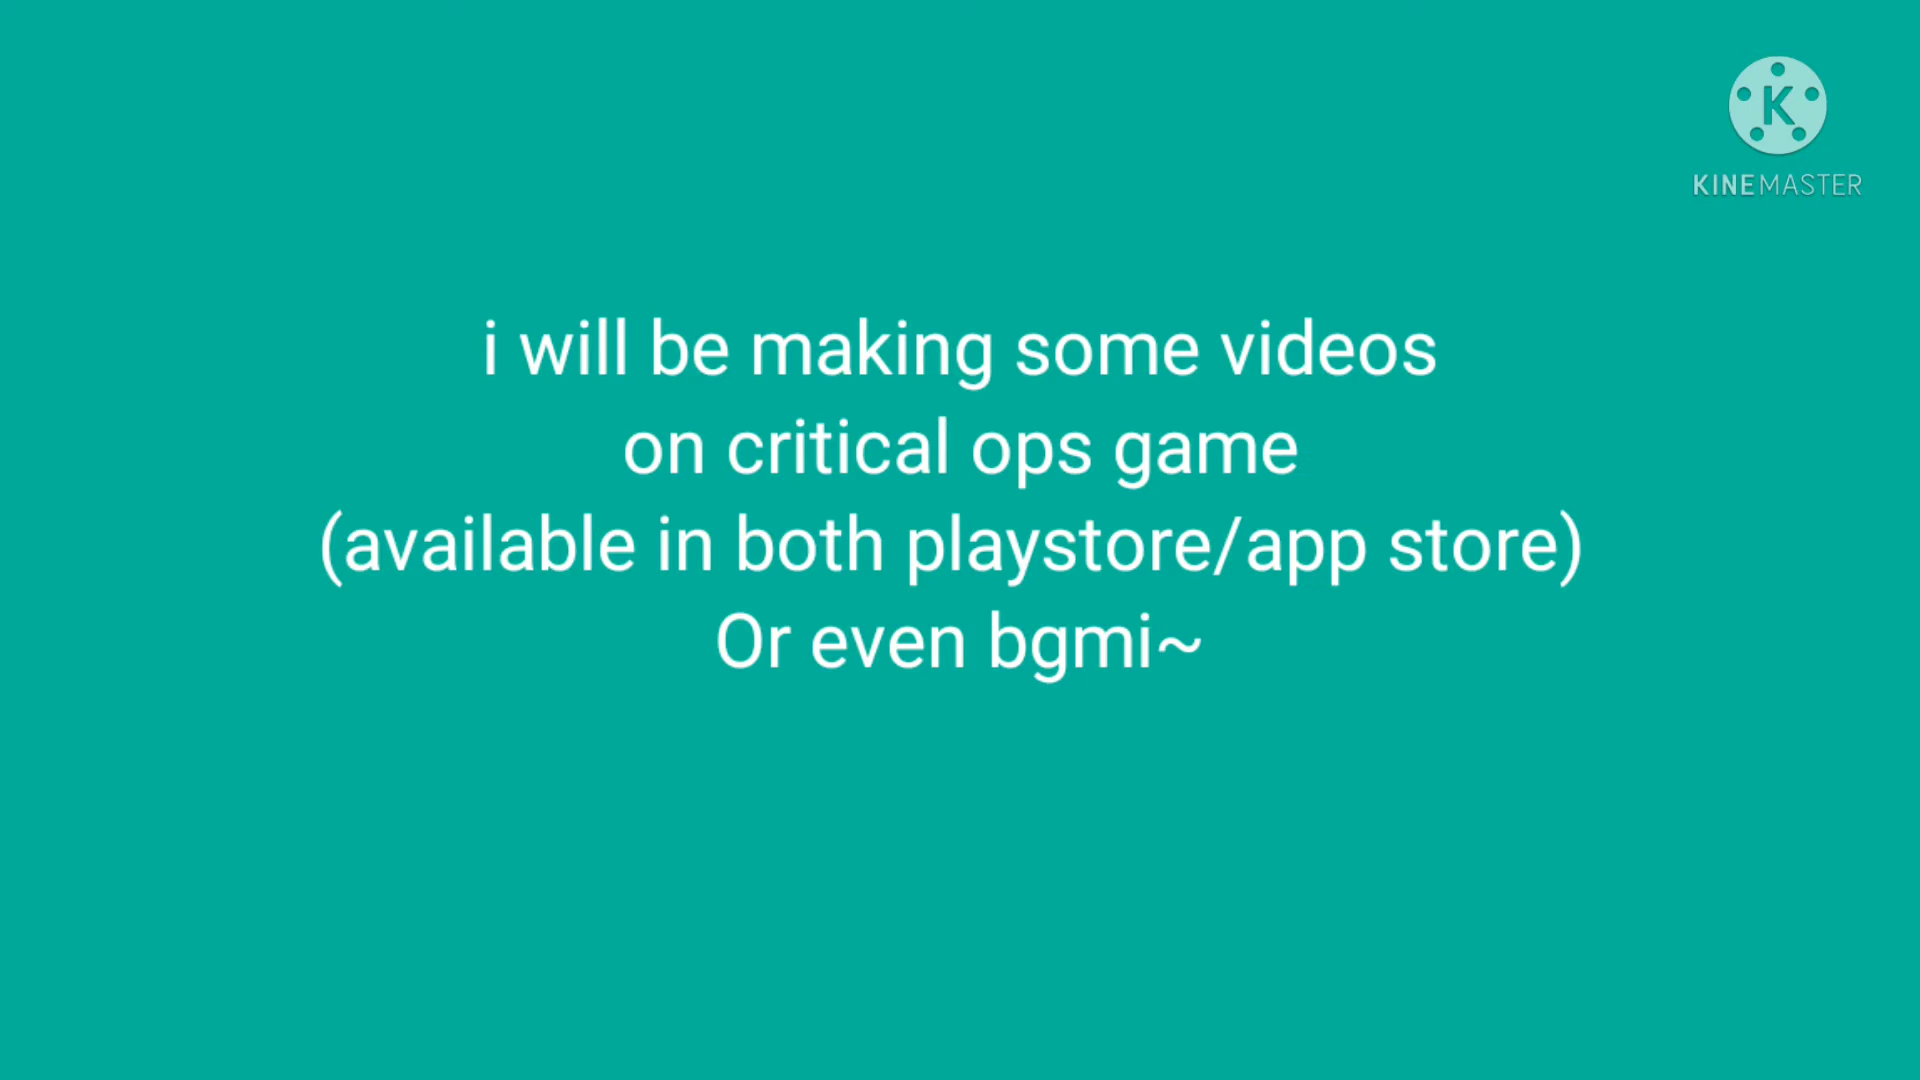 K
KINEMASTER
i will be making some videos
on critical ops game
(available in both playstore/app store)
Or even bgmi~